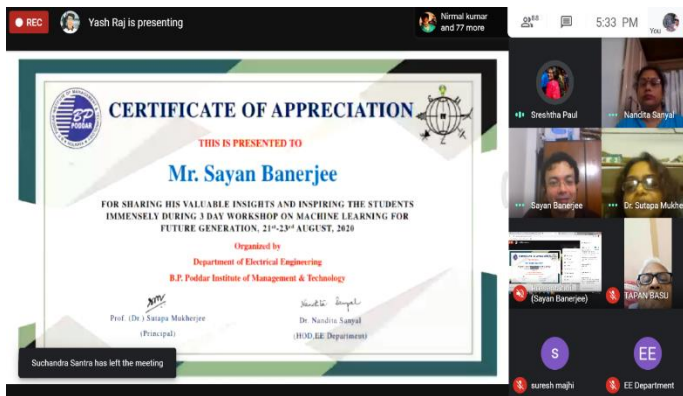 REC
Yash Raj is presenting
Nirmal kumar
and 77 more
88
5:33 PM
You
BP
PODDAR
CERTIFICATE OF APPRECIATION
THIS IS PRESENTED TO
Mr. Sayan Banerjee
FOR SHARING HIS VALUABLE INSIGHTS AND INSPIRING THE STUDENTS
IMMENSELY DURING 3 DAY WORKSHOP ON MACHINE LEARNING FOR
FUTURE GENERATION, 21st-23rd AUGUST, 2020
Organized by
Department of Electrical Engineering
B.P. Poddar Institute of Management & Technology
Prof. (Dr.) Sutapa Mukherjee
(Principal)
Nandita Sanyal
Dr. Nandita Sanyal
(HOD,EE Department)
Suchandra Santra has left the meeting
Sreshtha Paul
Nandita Sanyal
Sayan Banerjee
Dr. Sutapa Mukhe
(Sayan Banerjee)
TAPAN BASU
S
suresh majhi
EE
EE Department